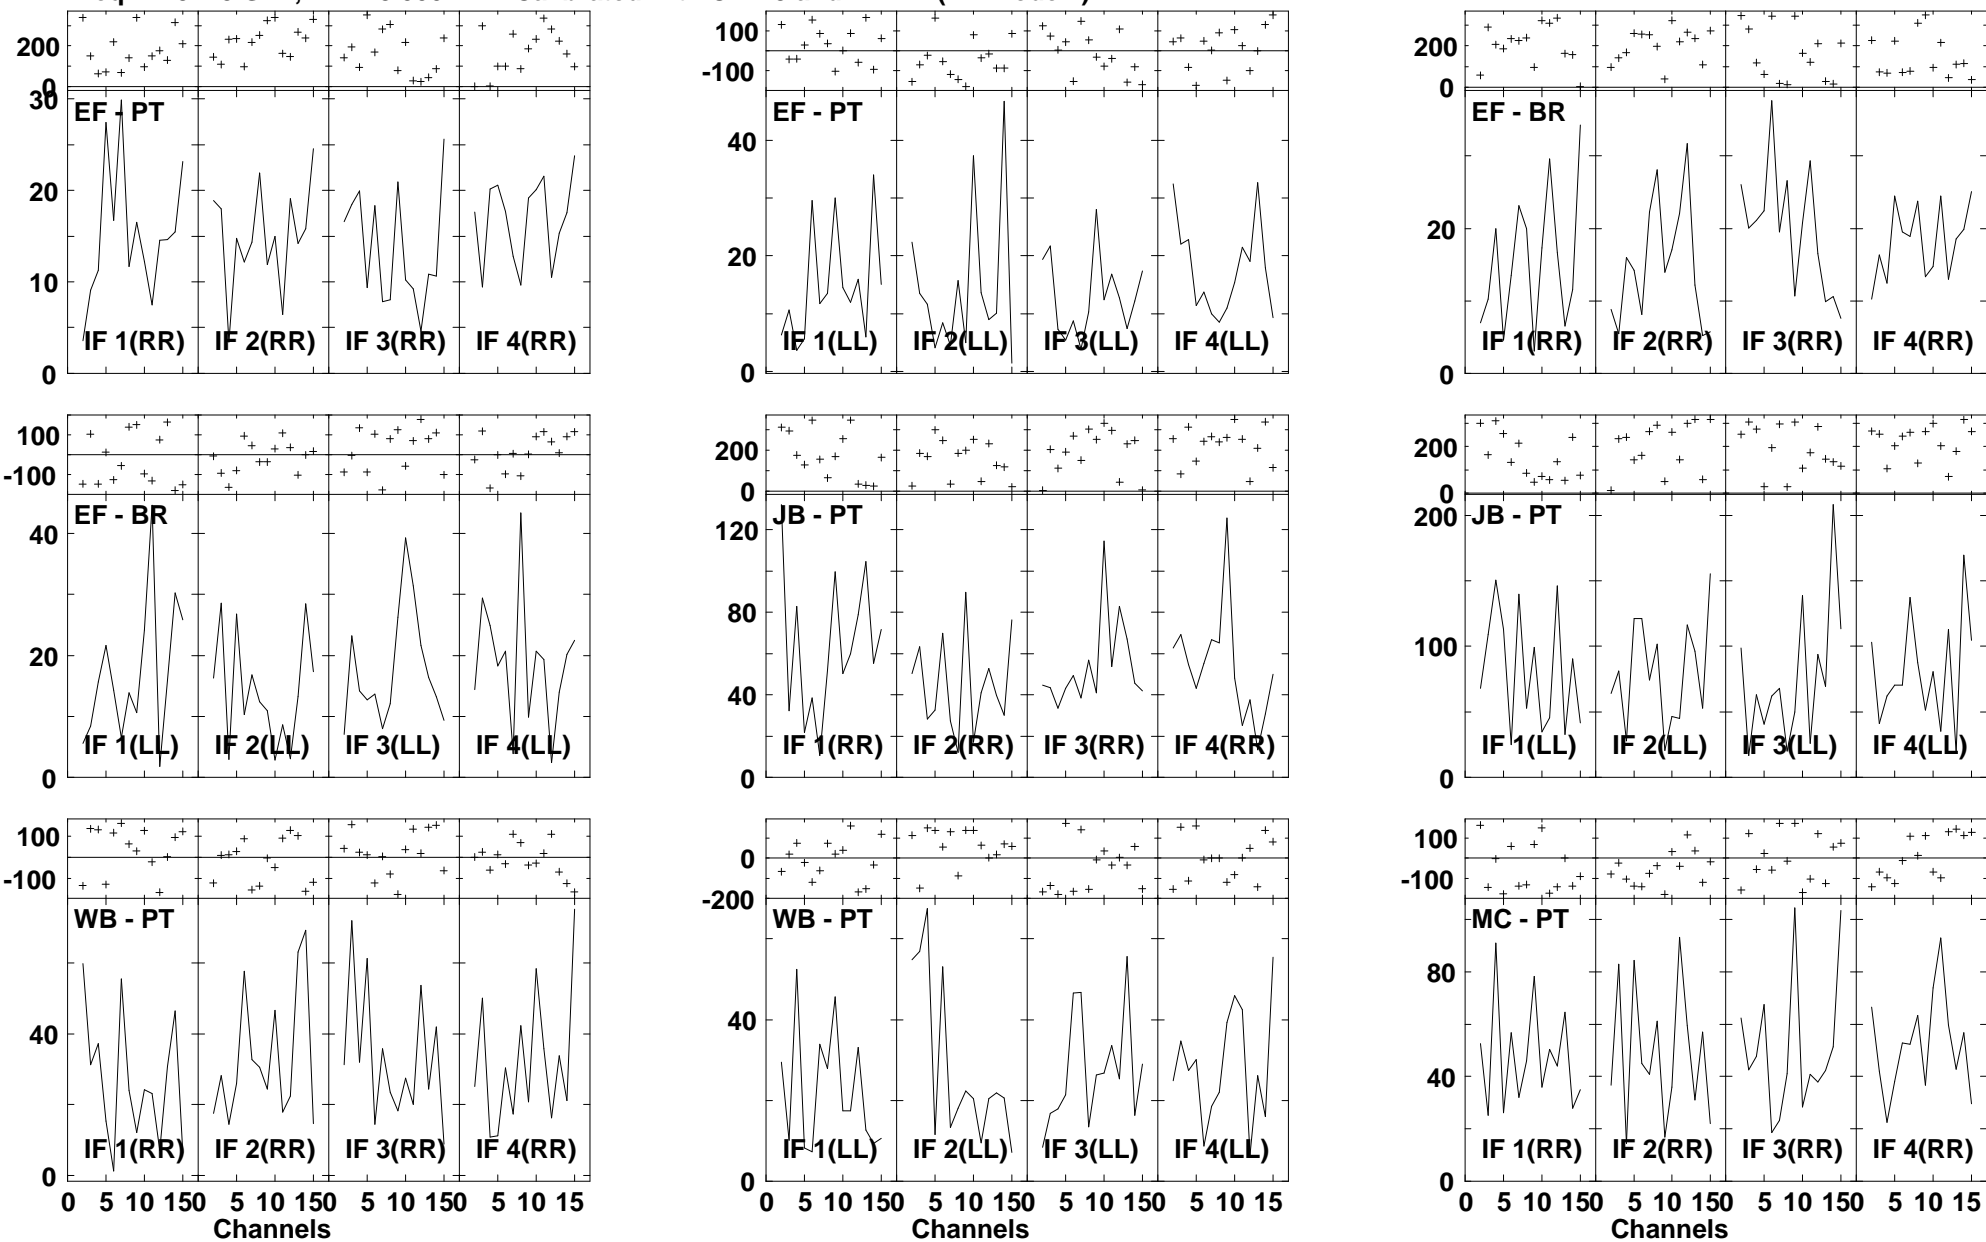 200
0
100
-100
200
0
EF - PT
EF - PT
EF - BR
30
20
10
0
40
20
0
20
0
IF 1(RR) IF 2(RR) IF 3(RR) IF 4(RR)
IF 1(LL) IF 2(LL) IF 3(LL) IF 4(LL)
IF 1(RR) IF 2(RR) IF 3(RR) IF 4(RR)
100
-100
200
0
200
0
EF - BR
JB - PT
JB - PT
40
20
0
120
80
40
0
200
100
0
IF 1(LL) IF 2(LL) IF 3(LL) IF 4(LL)
IF 1(RR) IF 2(RR) IF 3(RR) IF 4(RR)
IF 1(LL) IF 2(LL) IF 3(LL) IF 4(LL)
100
-100
0
-200
100
-100
WB - PT
WB - PT
MC - PT
40
0
40
0
80
40
0
IF 1(RR) IF 2(RR) IF 3(RR) IF 4(RR)
IF 1(LL) IF 2(LL) IF 3(LL) IF 4(LL)
IF 1(RR) IF 2(RR) IF 3(RR) IF 4(RR)
0 5 10 150 5 10 150 5 10 150 5 10 15
0 5 10 150 5 10 150 5 10 150 5 10 15
0 5 10 150 5 10 150 5 10 150 5 10 15
Channels
Channels
Channels